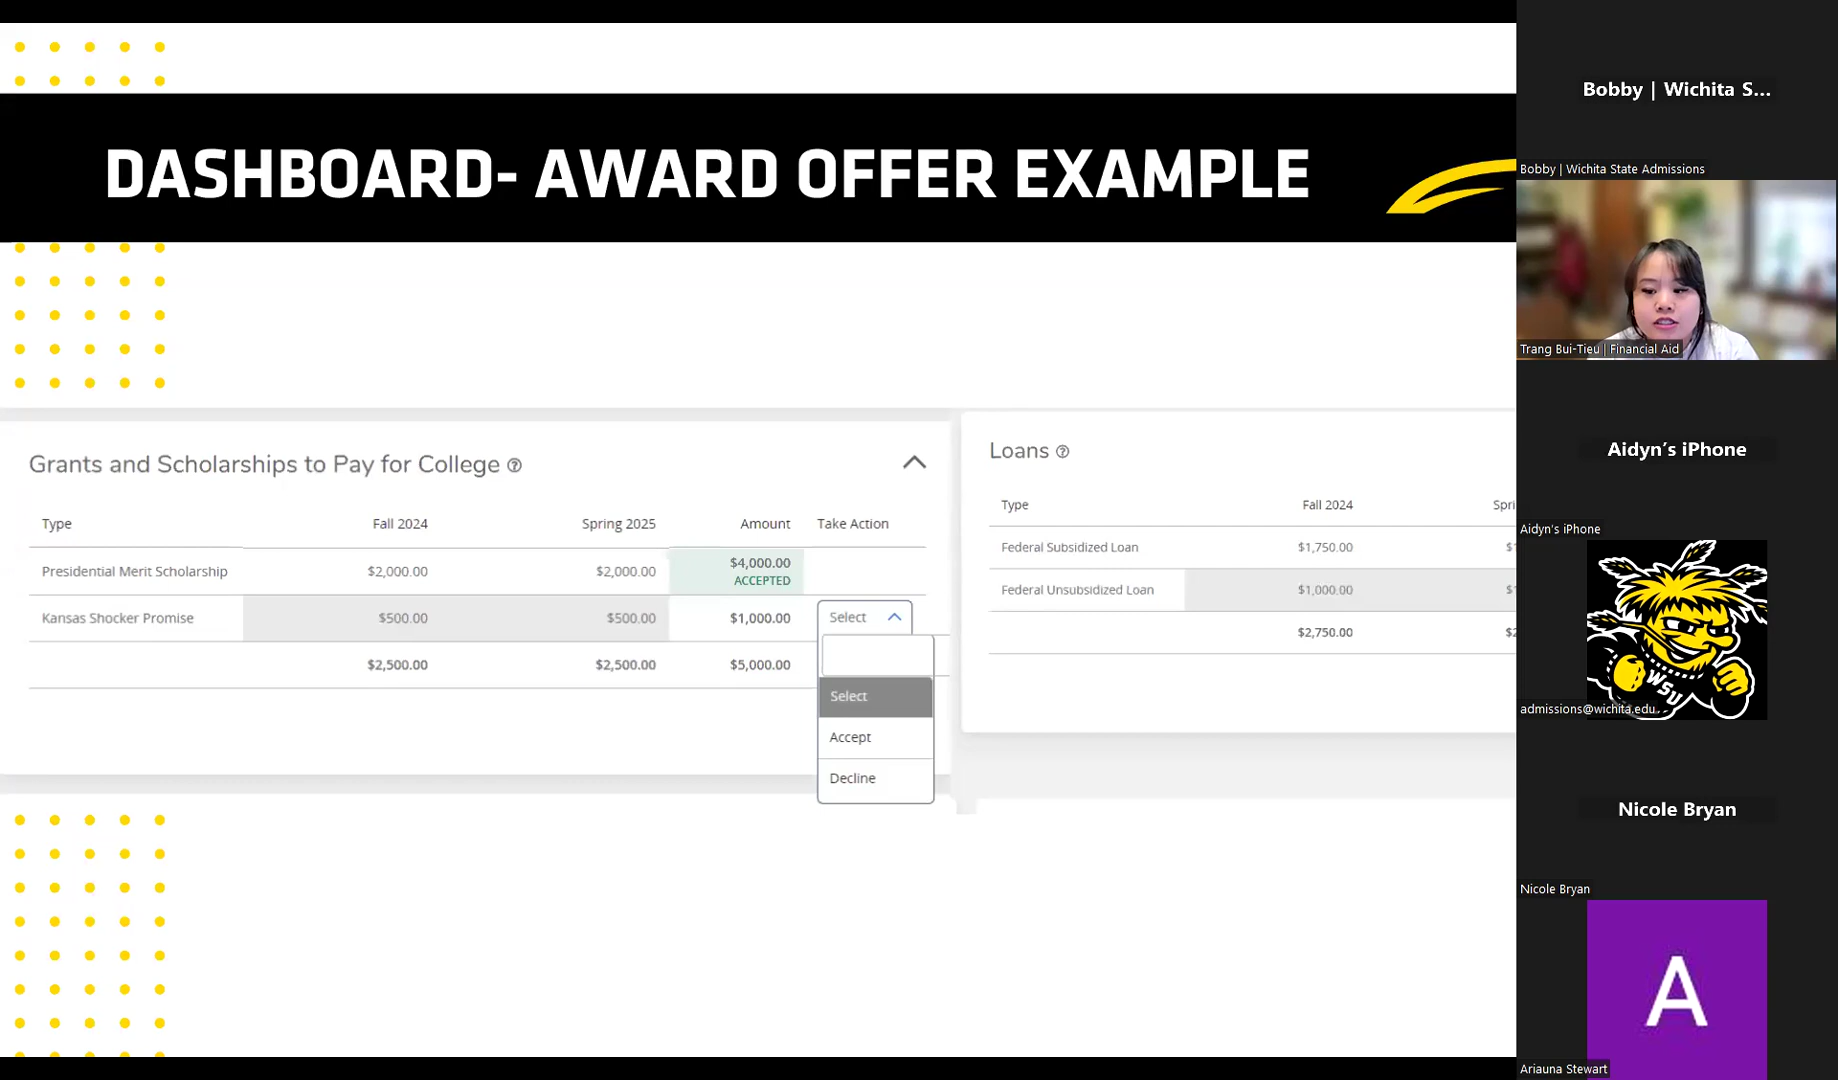 DASHBOARD- AWARD OFFER EXAMPLE
Grants and Scholarships to Pay for College
Type Fall 2024 Spring 2025 Amount Take Action
Presidential Merit Scholarship $2,000.00 $2,000.00 $4,000.00
ACCEPTED
Kansas Shocker Promise $500.00 $500.00 $1,000.00 Select
$2,500.00 $2,500.00 $5,000.00
Select
Accept
Decline
Loans
Type Fall 2024 Spri
Federal Subsidized Loan $1,750.00 $1
Federal Unsubsidized Loan $1,000.00 $1
$2,750.00 $2
Bobby | Wichita S...
Bobby | Wichita State Admissions
Trang Bui-Tieu | Financial Aid
Aidyn's iPhone
Aidyn's iPhone
WSU
admissions@wichita.edu
Nicole Bryan
Nicole Bryan
A
Ariauna Stewart